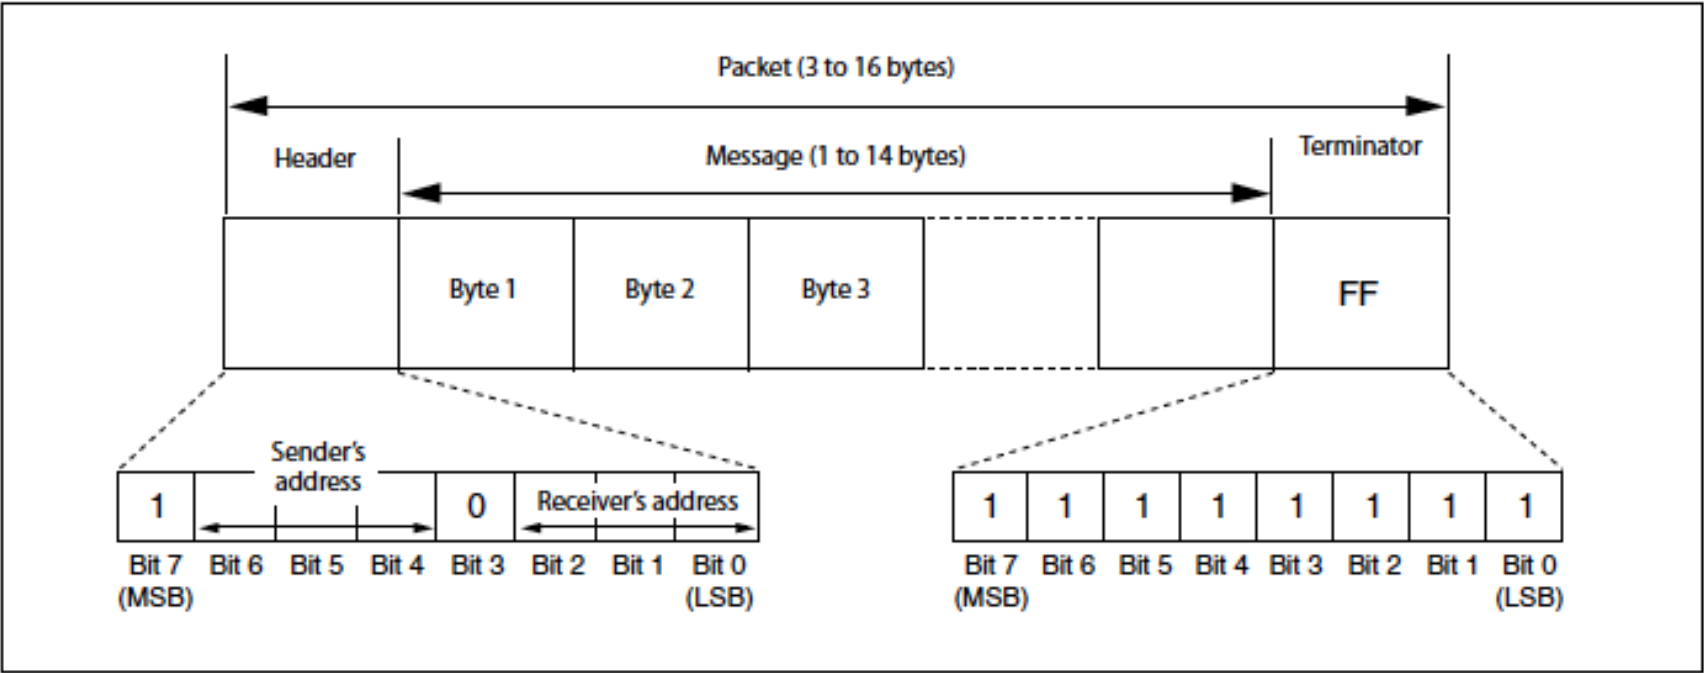 Packet (3 to 16 bytes)
Header
Message (1 to 14 bytes)
Terminator
Byte 1
Byte 2
Byte 3
FF
Sender's
address
1
0
Receiver's address
Bit 7 Bit 6 Bit 5 Bit 4 Bit 3 Bit 2 Bit 1 Bit 0
(MSB) (LSB)
1 1 1 1 1 1 1 1
Bit 7 Bit 6 Bit 5 Bit 4 Bit 3 Bit 2 Bit 1 Bit 0
(MSB) (LSB)